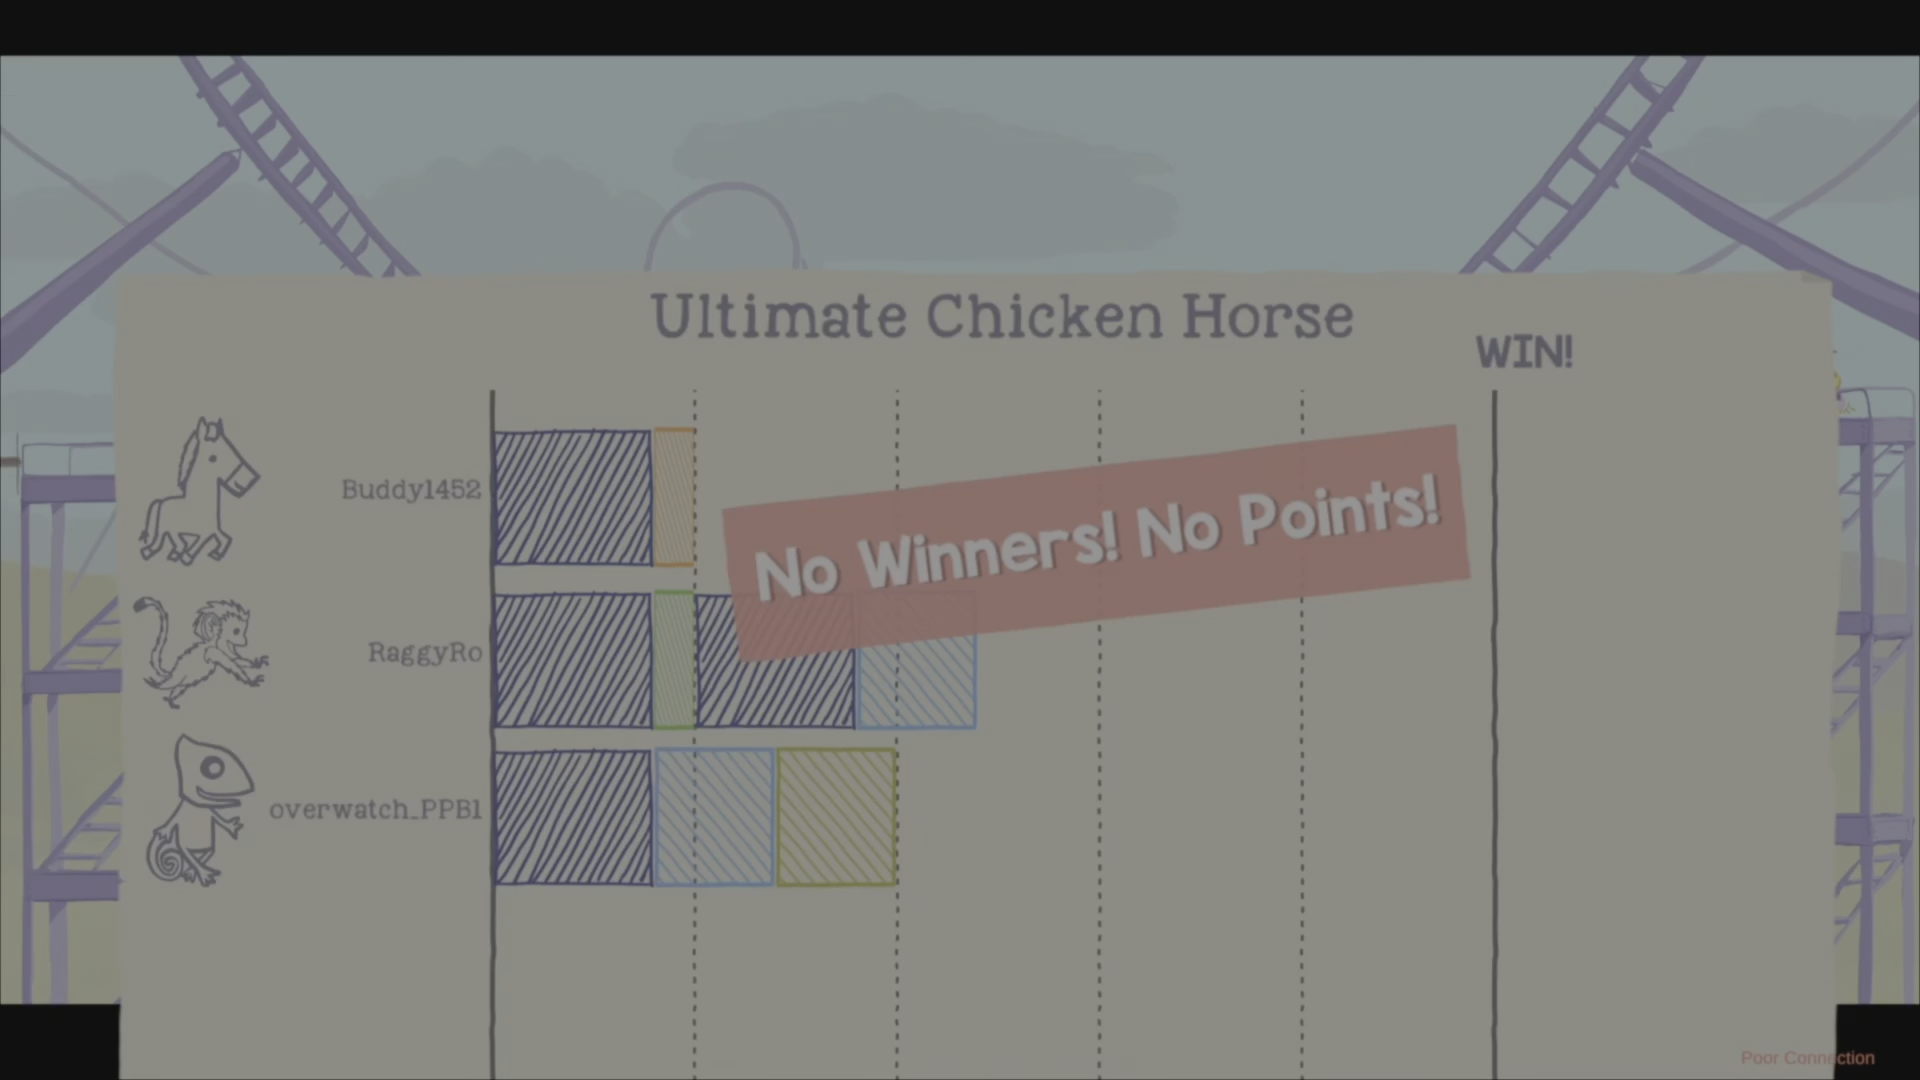 Ultimate Chicken Horse
WIN!
Buddy1452
No Winners! No Points!
RaggyRo
overwatch_PPB1
Poor Connection